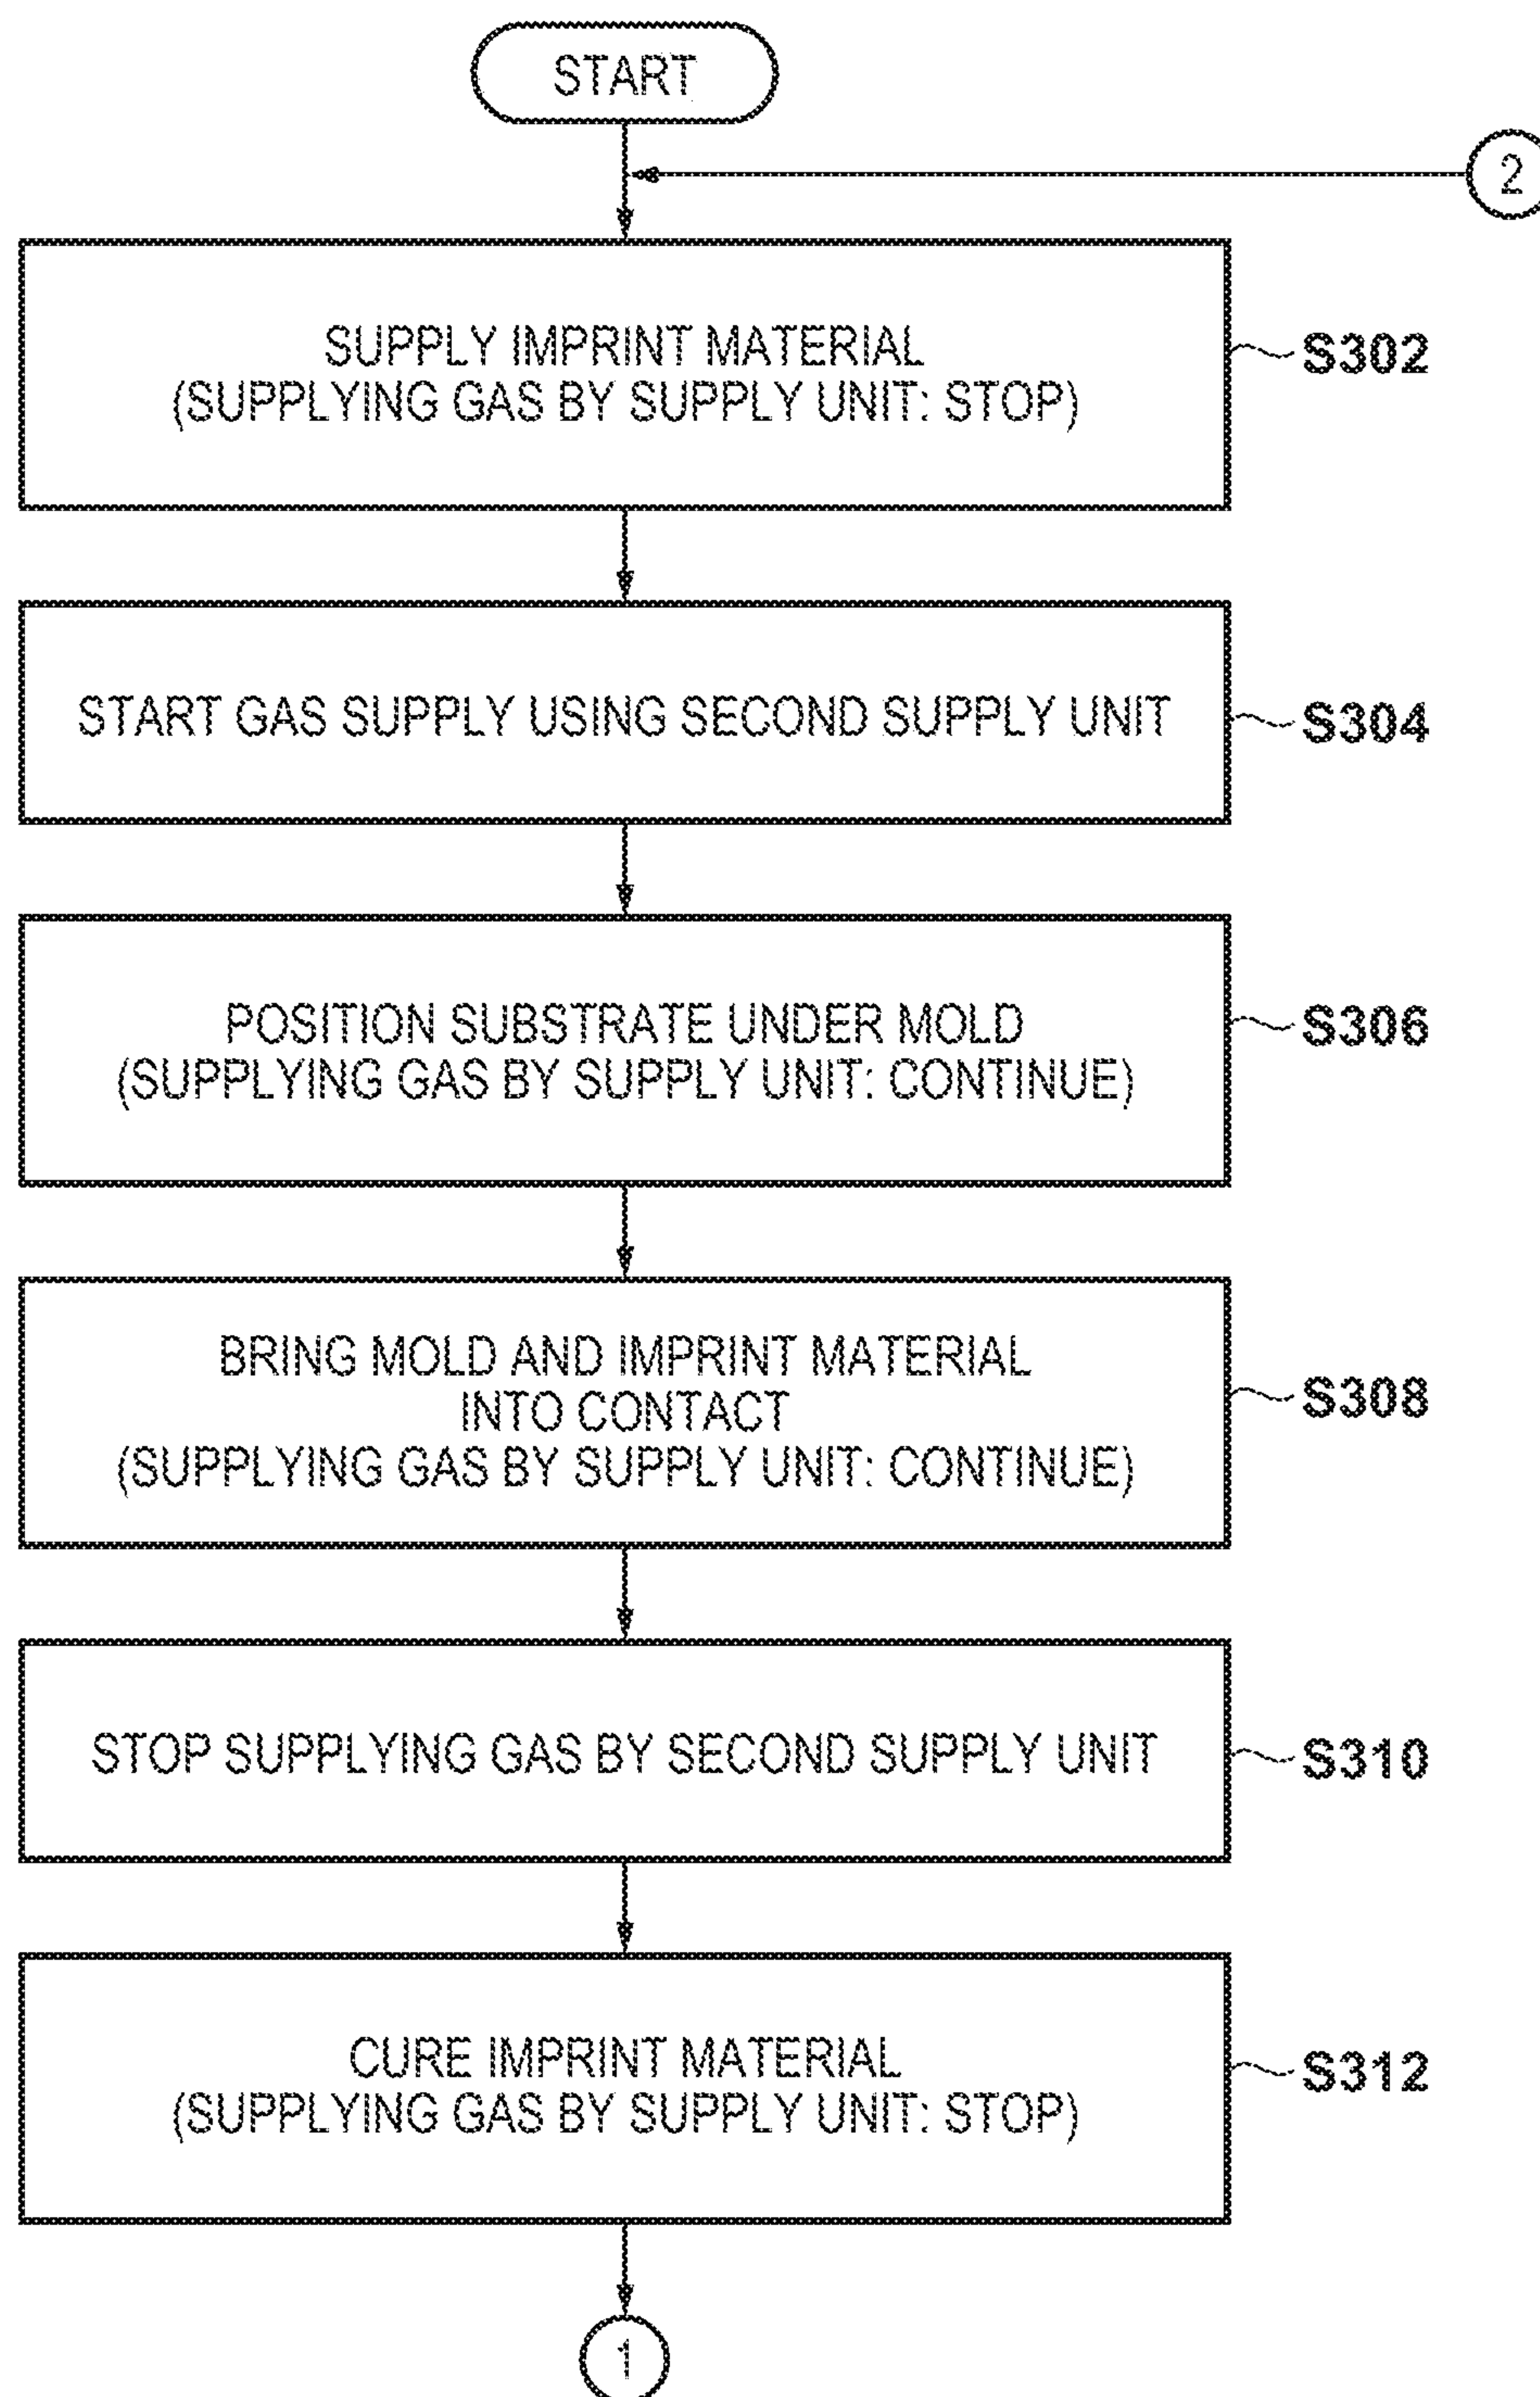 START
2
SUPPLY IMPRINT MATERIAL
(SUPPLYING GAS BY SUPPLY UNIT: STOP)
S302
START GAS SUPPLY USING SECOND SUPPLY UNIT
S304
POSITION SUBSTRATE UNDER MOLD
(SUPPLYING GAS BY SUPPLY UNIT: CONTINUE)
S306
BRING MOLD AND IMPRINT MATERIAL
INTO CONTACT
(SUPPLYING GAS BY SUPPLY UNIT: CONTINUE)
S308
STOP SUPPLYING GAS BY SECOND SUPPLY UNIT
S310
CURE IMPRINT MATERIAL
(SUPPLYING GAS BY SUPPLY UNIT: STOP)
S312
1